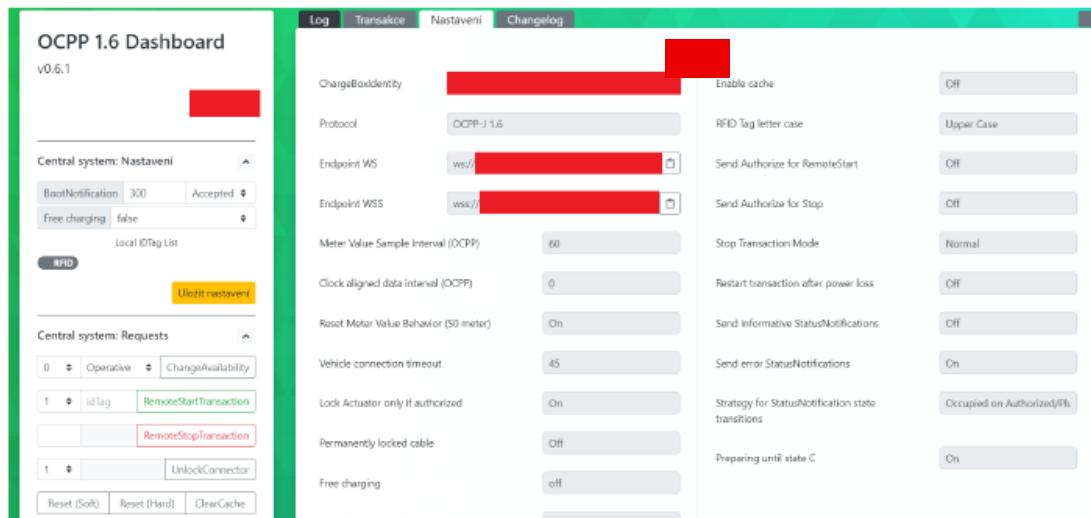 Log Transakce Nastavení Changelog
OCPP 1.6 Dashboard
v0.6.1
Central system: Nastavení
BootNotification 300 Accepted
Free charging false
Local IDTag List
RFID
Uložit nastavení
Central system: Requests
0 Operative ChangeAvailability
1 idTag RemoteStartTransaction
RemoteStopTransaction
1 UnlockConnector
Reset (Soft) Reset (Hard) ClearCache
ChargeBoxIdentity
Protocol OCPP-J 1.6
Endpoint WS ws://
Endpoint WSS wss://
Meter Value Sample Interval (OCPP) 60
Clock aligned data interval (OCPP) 0
Reset Meter Value Behavior (S0 meter) On
Vehicle connection timeout 45
Lock Actuator only if authorized On
Permanently locked cable Off
Free charging off
Enable cache Off
RFID Tag letter case Upper Case
Send Authorize for RemoteStart Off
Send Authorize for Stop Off
Stop Transaction Mode Normal
Restart transaction after power loss Off
Send informative StatusNotifications Off
Send error StatusNotifications On
Strategy for StatusNotification state Occupied on Authorized/Plu
transitions
Preparing until state C On